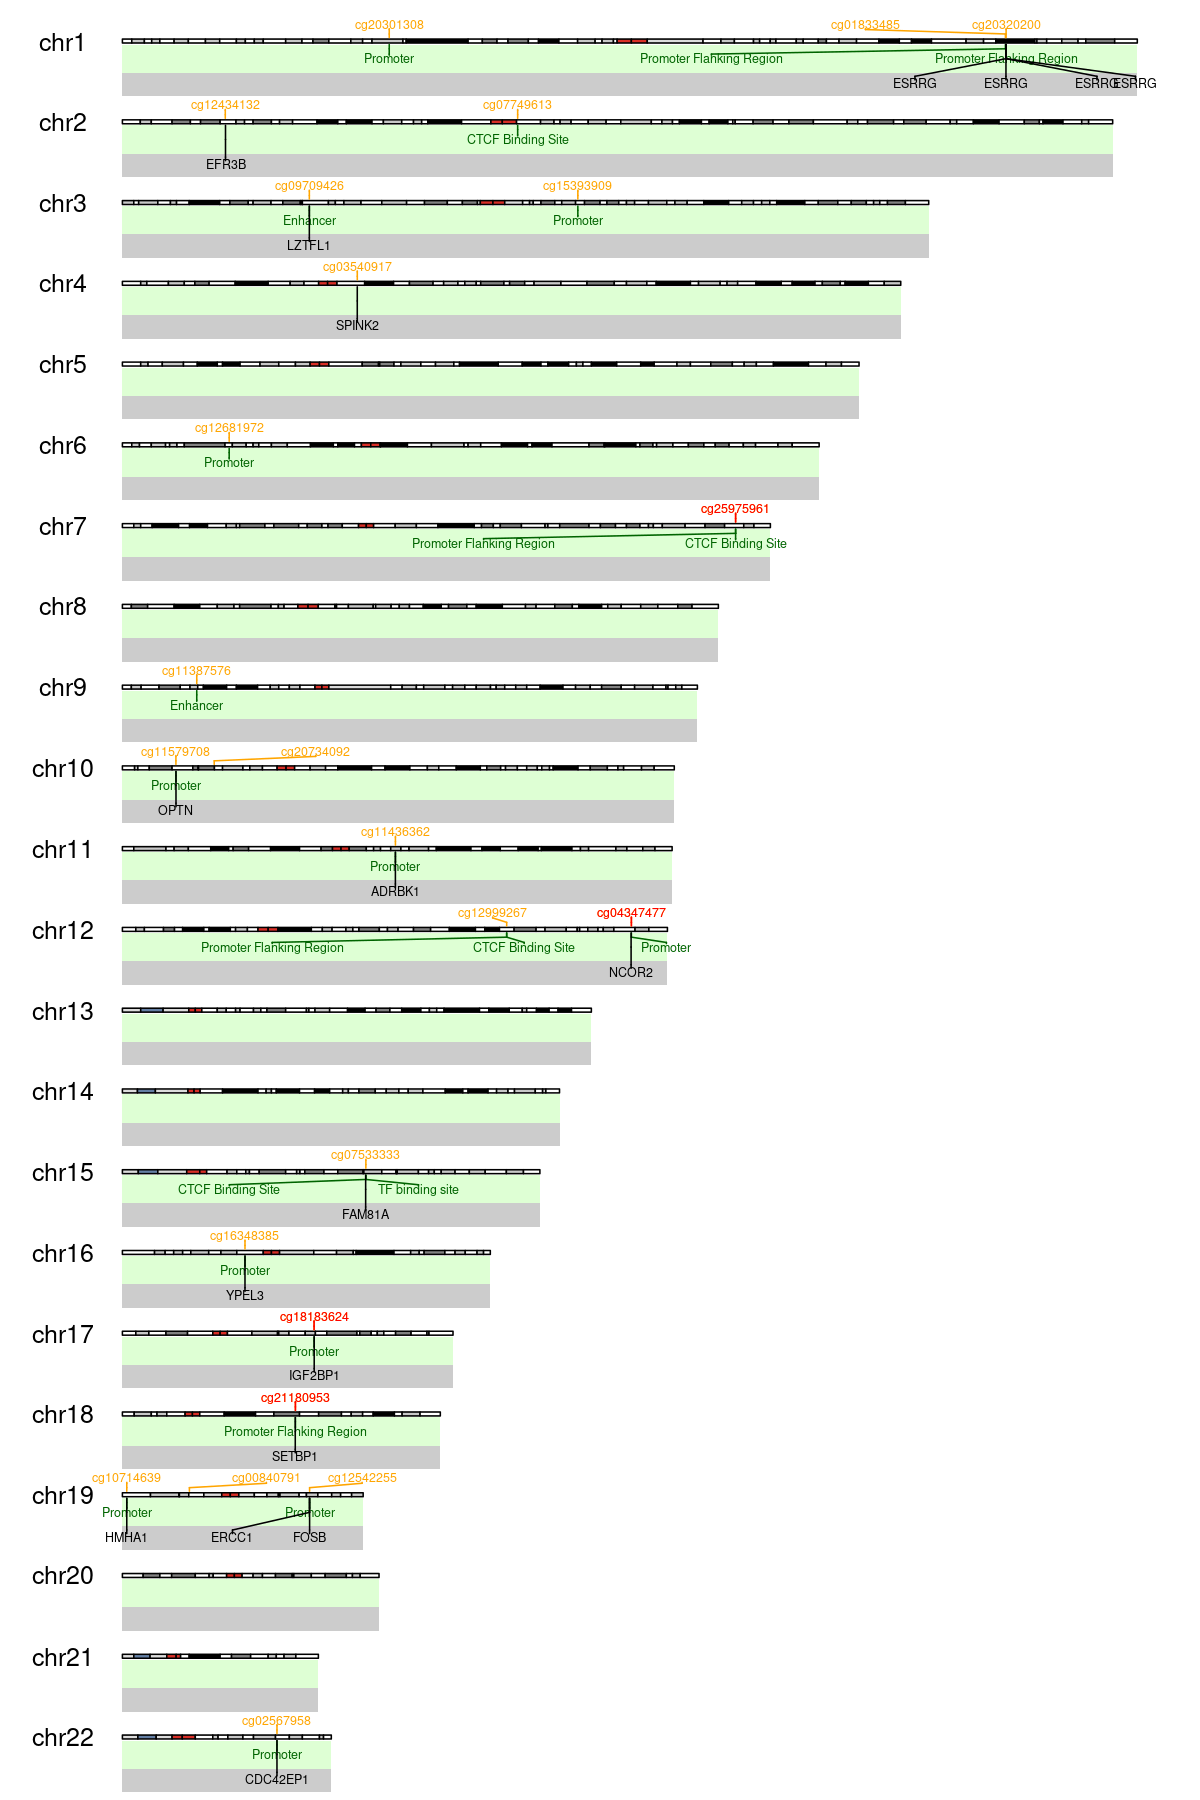 cg20301308 cg01833485 cg20320200
chr1
Promoter Promoter Flanking Region Promoter Flanking Region
ESRRG ESRRG ESRRG ESRRG
cg12434132 cg07749613
chr2
CTCF Binding Site
EFR3B
cg09709426 cg15393909
chr3
Enhancer Promoter
LZTFL1
cg03540917
chr4
SPINK2
chr5
cg12681972
chr6
Promoter
cg25975961
chr7
Promoter Flanking Region CTCF Binding Site
chr8
cg11387576
chr9
Enhancer
cg11579708 cg20734092
chr10
Promoter
OPTN
cg11436362
chr11
Promoter
ADRBK1
cg12999267 cg04347477
chr12
Promoter Flanking Region CTCF Binding Site Promoter
NCOR2
chr13
chr14
cg07533333
chr15
CTCF Binding Site TF binding site
FAM81A
cg16348385
chr16
Promoter
YPEL3
cg18183624
chr17
Promoter
IGF2BP1
cg21180953
chr18
Promoter Flanking Region
SETBP1
cg10714639 cg00840791 cg12542255
chr19
Promoter Promoter
HMHA1 ERCC1 FOSB
chr20
chr21
cg02567958
chr22
Promoter
CDC42EP1